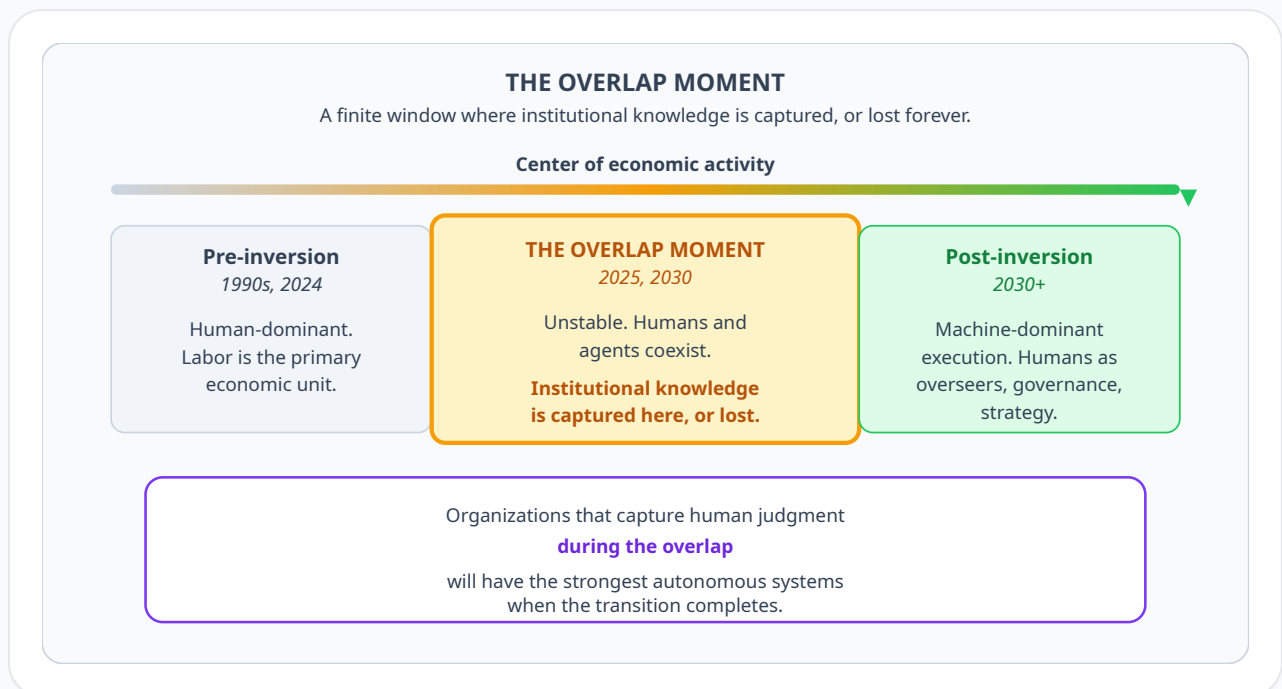 THE OVERLAP MOMENT
A finite window where institutional knowledge is captured, or lost forever.
Center of economic activity
Pre-inversion
1990s, 2024
Human-dominant.
Labor is the primary
economic unit.
THE OVERLAP MOMENT
2025, 2030
Unstable. Humans and
agents coexist.
Institutional knowledge
is captured here, or lost.
Post-inversion
2030+
Machine-dominant
execution. Humans as
overseers, governance,
strategy.
Organizations that capture human judgment
during the overlap
will have the strongest autonomous systems
when the transition completes.